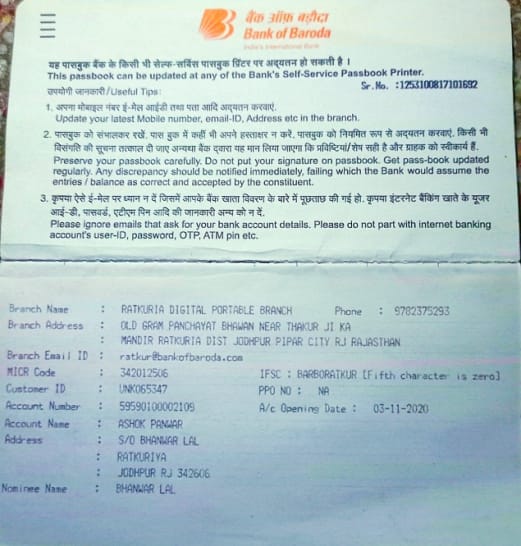 बैंक ऑफ़ बड़ौदा
Bank of Baroda
India's International Bank
यह पासबुक बैंक के किसी भी सेल्फ-सर्विस पासबुक प्रिंटर पर अद्यतन हो सकती है ।
This passbook can be updated at any of the Bank's Self-Service Passbook Printer.
Sr.No. :1253100817101692
उपयोगी जानकारी/Useful Tips:
1. अपना मोबाइल नंबर ई-मेल आईडी तथा पता आदि अद्यतन करवाएं.
Update your latest Mobile number, email-ID, Address etc in the branch.
2. पासबुक को संभालकर रखें. पास बुक में कहीं भी अपने हस्ताक्षर न करें. पासबुक को नियमित रूप से अद्यतन करवाएं. किसी भी
विसंगति की सूचना तत्काल दी जाए अन्यथा बैंक द्वारा यह मान लिया जाएगा कि प्रविष्टियां/शेष सही है और ग्राहक को स्वीकार्य हैं.
Preserve your passbook carefully. Do not put your signature on passbook. Get pass-book updated
regularly. Any discrepancy should be notified immediately, failing which the Bank would assume the
entries / balance as correct and accepted by the constituent.
3. कृपया ऐसे ई-मेल पर ध्यान न दें जिसमें आपके बैंक खाता विवरण के बारे में पूछताछ की गई हो. कृपया इंटरनेट बैंकिंग खाते के यूजर
आई-डी, पासवर्ड, एटीएम पिन आदि की जानकारी अन्य को न दें.
Please ignore emails that ask for your bank account details. Please do not part with internet banking
account's user-ID, password, OTP, ATM pin etc.
Branch Name : RATKURIA DIGITAL PORTABLE BRANCH Phone : 9782375293
Branch Address : OLD GRAM PANCHAYAT BHAWAN NEAR THAKUR JI KA
: MANDIR RATKURIA DIST JODHPUR PIPAR CITY RJ RAJASTHAN
Branch Email ID : ratkur@bankofbaroda.com
MICR Code : 342012506 IFSC : BARB0RATKUR [Fifth character is zero]
Customer ID : UNK065347 PPO NO : NA
Account Number : 59590100002109 A/c Opening Date : 03-11-2020
Account Name : ASHOK PANWAR
Address : S/O BHANWAR LAL
: RATKURIYA
: JODHPUR RJ 342606
Nominee Name : BHANWAR LAL